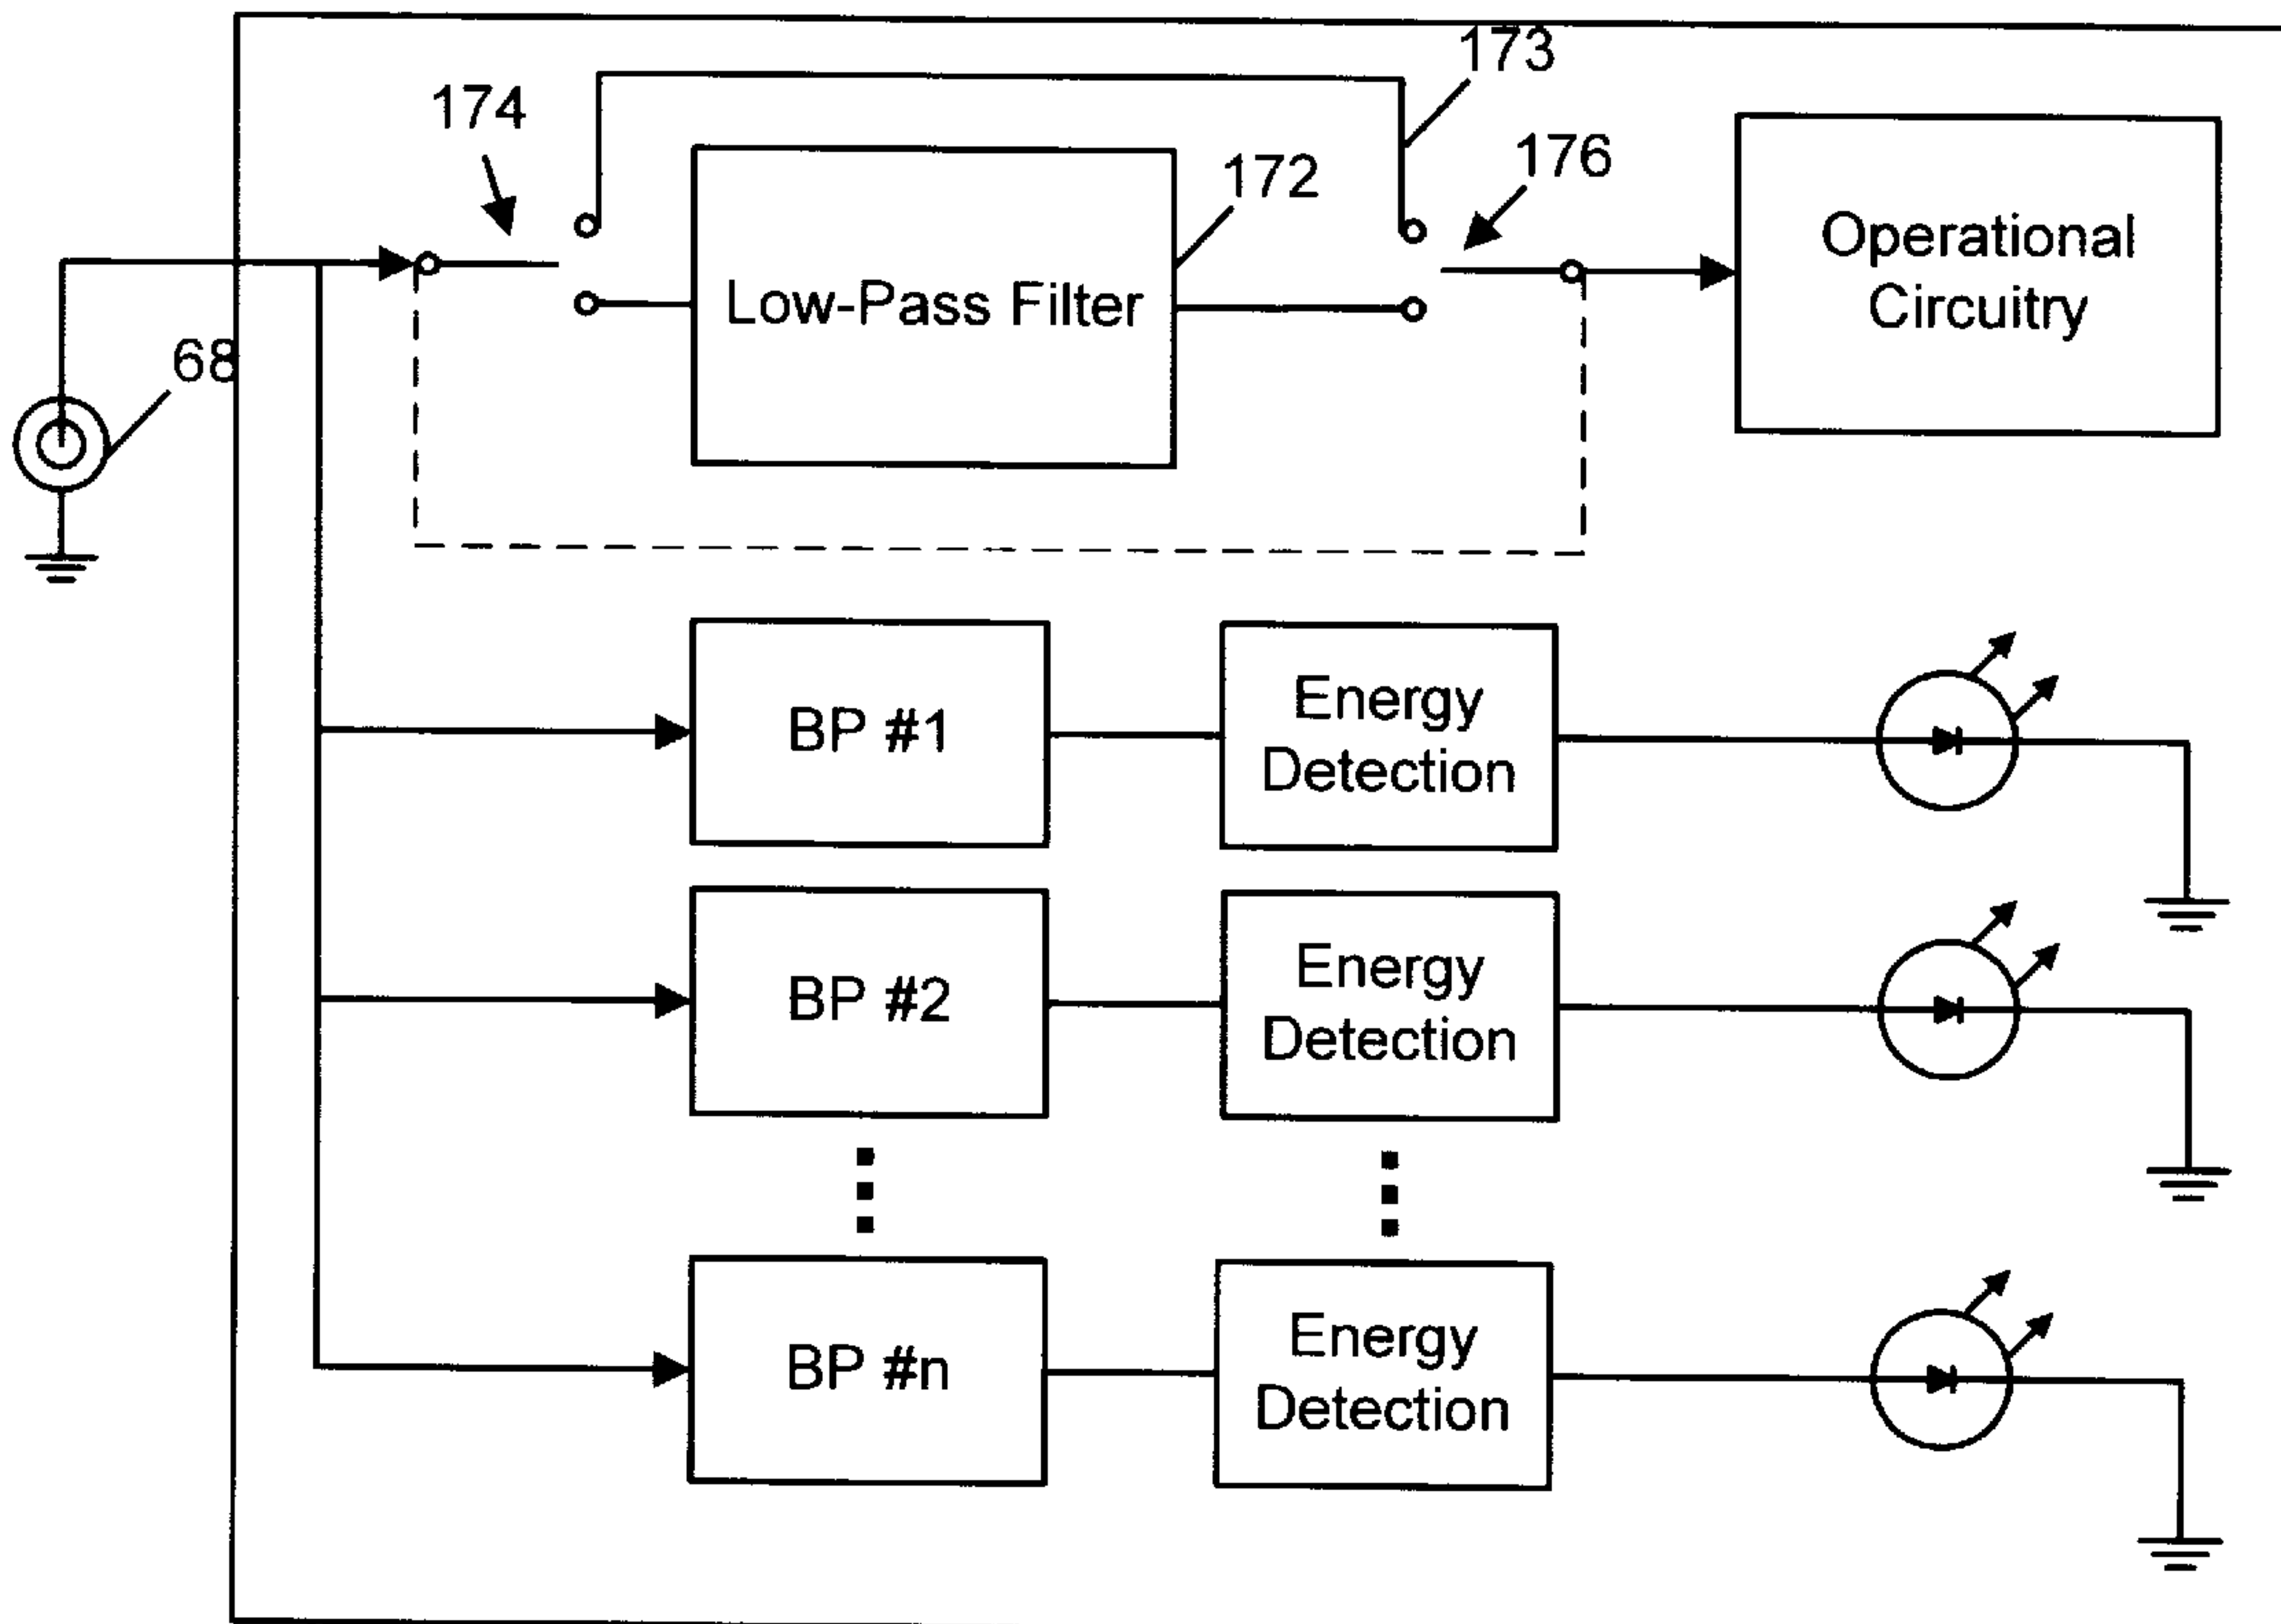 173
174
176
172
Operational
Circuitry
Low-Pass Filter
68
BP #1
Energy
Detection
BP #2
Energy
Detection
BP #n
Energy
Detection